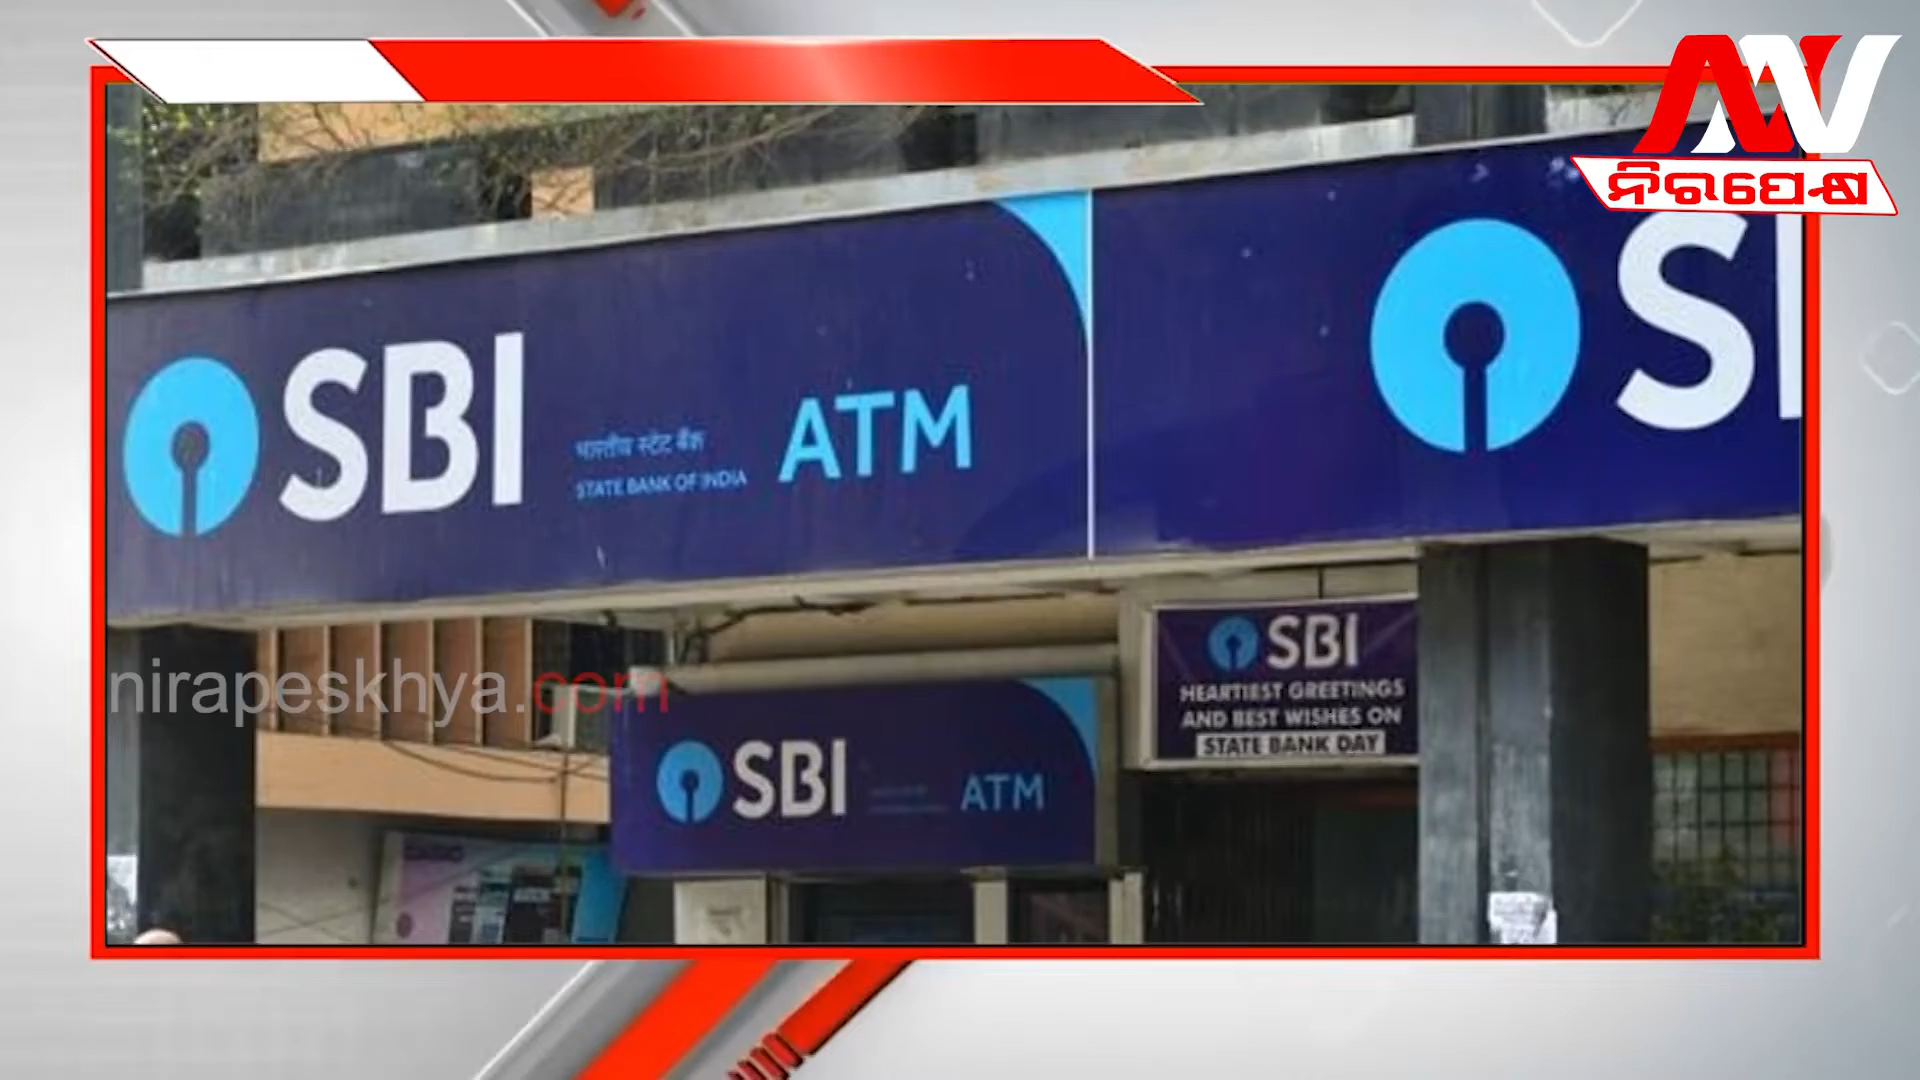 ନିରପେକ୍ଷ
SBI
भारतीय स्टेट बैंक
STATE BANK OF INDIA
ATM
SBI
HEARTIEST GREETINGS
AND BEST WISHES ON
STATE BANK DAY
nirapeskhya.com
SBI
ATM